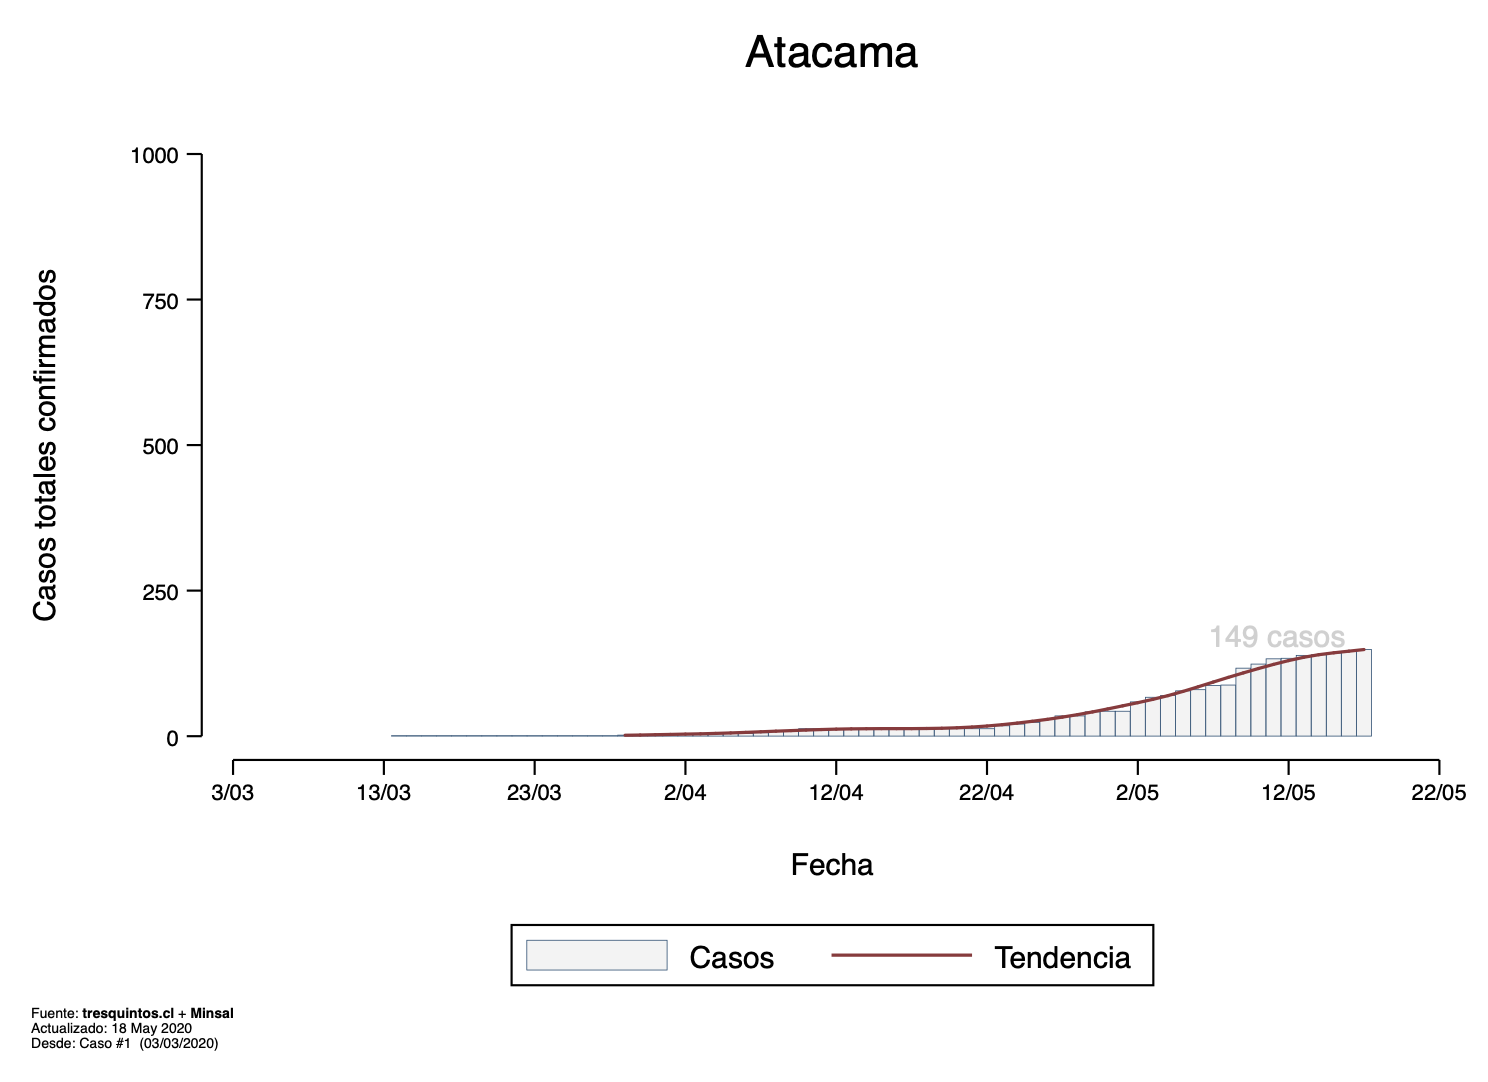 Atacama
Casos totales confirmados
1000
750
500
250
0
149 casos
3/03 13/03 23/03 2/04 12/04 22/04 2/05 12/05 22/05
Fecha
Casos Tendencia
Fuente: tresquintos.cl + Minsal
Actualizado: 18 May 2020
Desde: Caso #1 (03/03/2020)